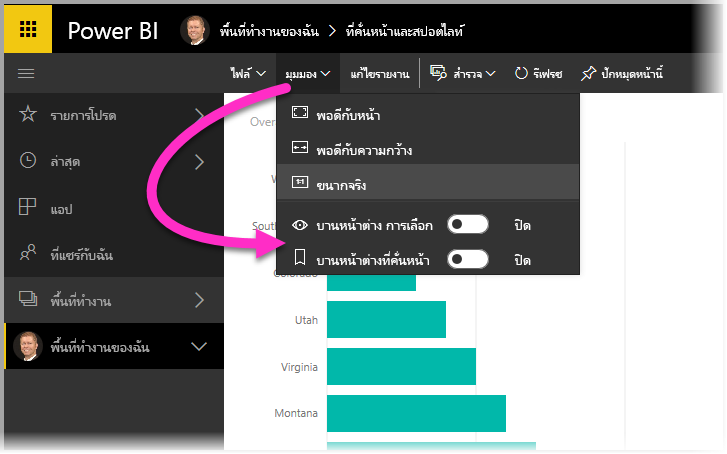 Power BI
พื้นที่ทำงานของฉัน > ที่คั่นหน้าและสปอตไลท์
ไฟล์ มุมมอง แก้ไขรายงาน สำรวจ รีเฟรช ปักหมุดหน้านี้
รายการโปรด
ล่าสุด
แอป
ที่แชร์กับฉัน
พื้นที่ทำงาน
พื้นที่ทำงานของฉัน
พอดีกับหน้า
พอดีกับความกว้าง
1:1 ขนาดจริง
บานหน้าต่าง การเลือก ปิด
บานหน้าต่างที่คั่นหน้า ปิด
Over
South
Colorado
Utah
Virginia
Montana